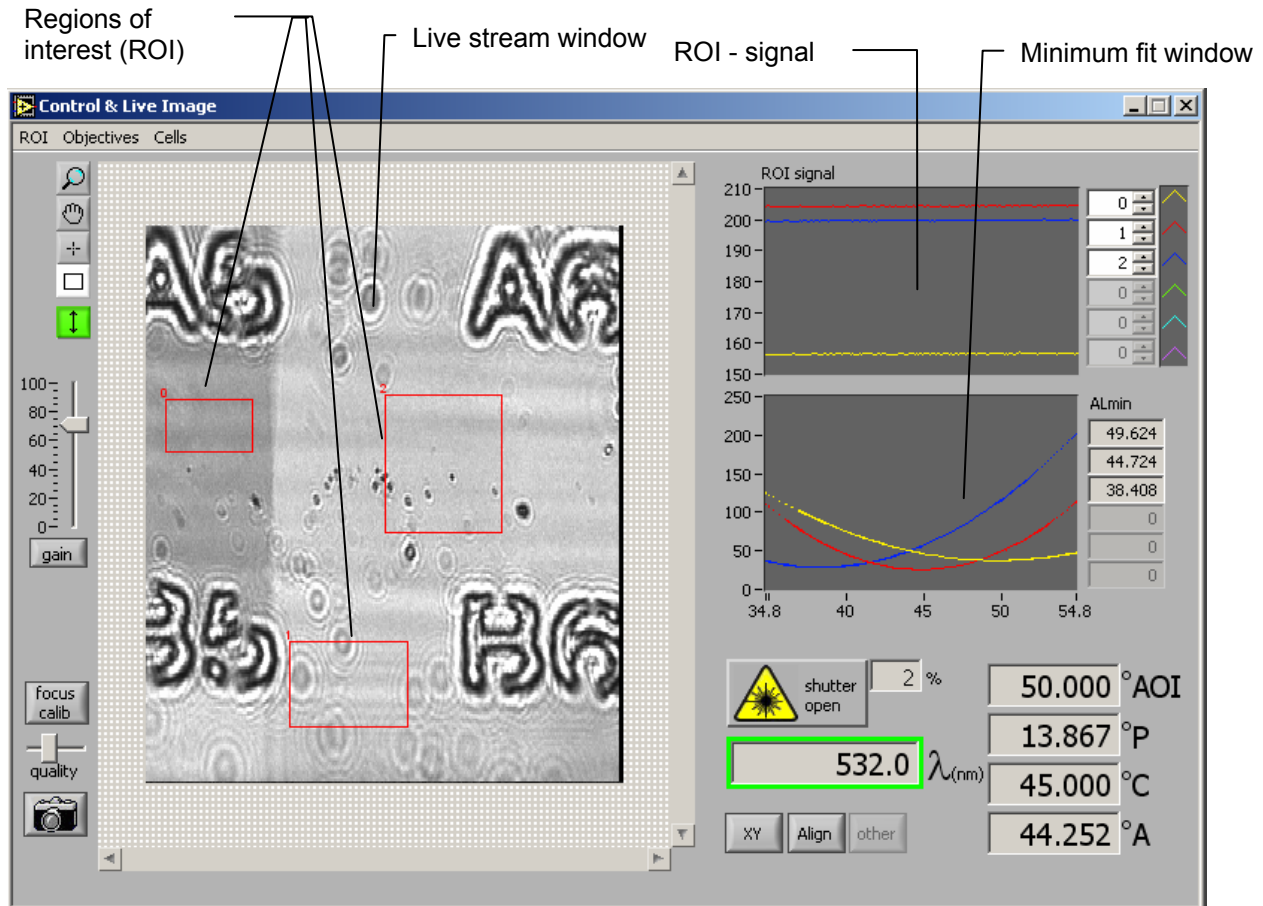 Regions of
interest (ROI)
Live stream window
ROI - signal
Minimum fit window
Control & Live Image
ROI Objectives Cells
A5 A6
0
2
1
B5 B6
100
80
60
40
20
0
gain
focus
calib
quality
ROI signal
210
200
190
180
170
160
150
0
1
2
0
0
0
250
200
150
100
50
0
34.8 40 45 50 54.8
ALmin
49.624
44.724
38.408
0
0
0
shutter
open
2 %
532.0 λ(nm)
XY Align other
50.000 °AOI
13.867 °P
45.000 °C
44.252 °A